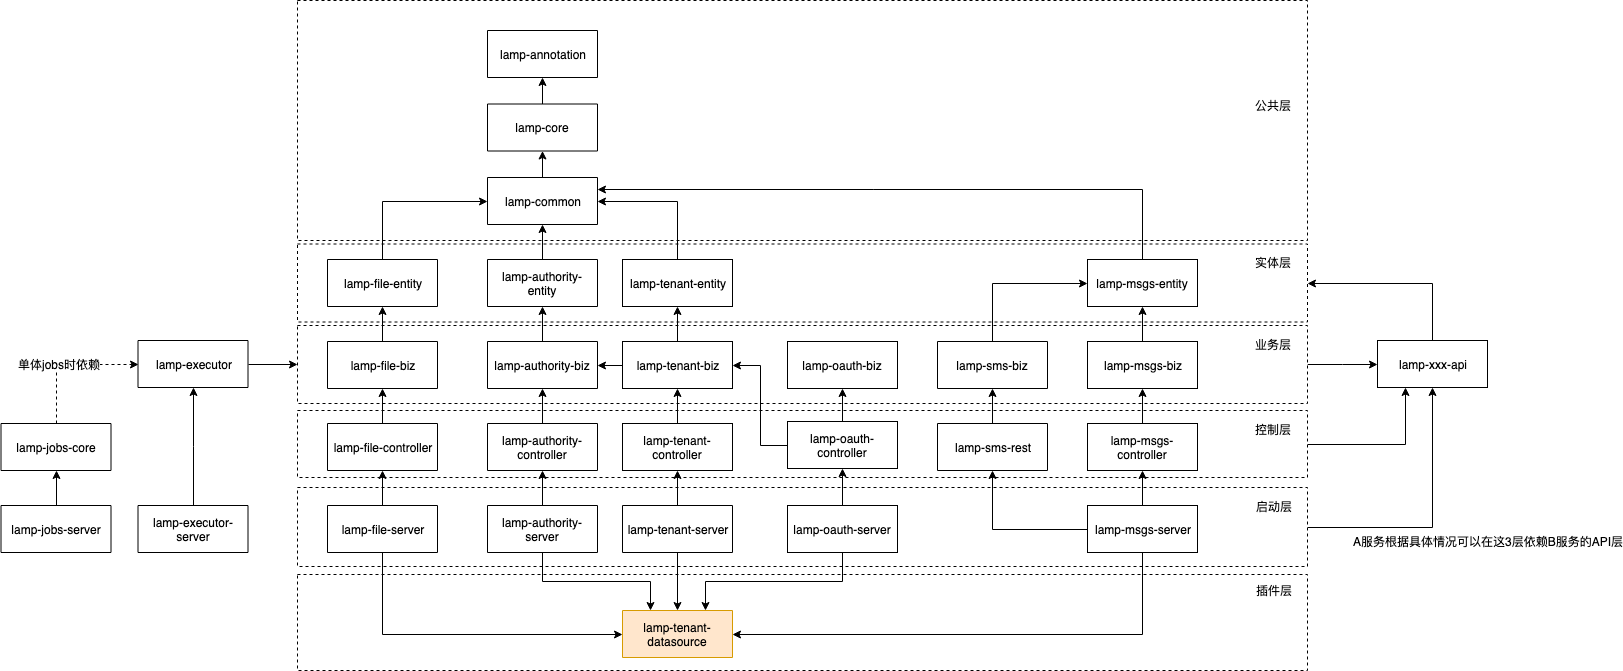 lamp-annotation
公共层
lamp-core
lamp-common
实体层
lamp-file-entity
lamp-authority-
entity
lamp-tenant-entity
lamp-msgs-entity
业务层
单体jobs时依赖
lamp-executor
lamp-file-biz
lamp-authority-biz
lamp-tenant-biz
lamp-oauth-biz
lamp-sms-biz
lamp-msgs-biz
lamp-xxx-api
控制层
lamp-jobs-core
lamp-file-controller
lamp-authority-
controller
lamp-tenant-
controller
lamp-oauth-
controller
lamp-sms-rest
lamp-msgs-
controller
启动层
lamp-jobs-server
lamp-executor-
server
lamp-file-server
lamp-authority-
server
lamp-tenant-server
lamp-oauth-server
lamp-msgs-server
A服务根据具体情况可以在这3层依赖B服务的API层
插件层
lamp-tenant-
datasource